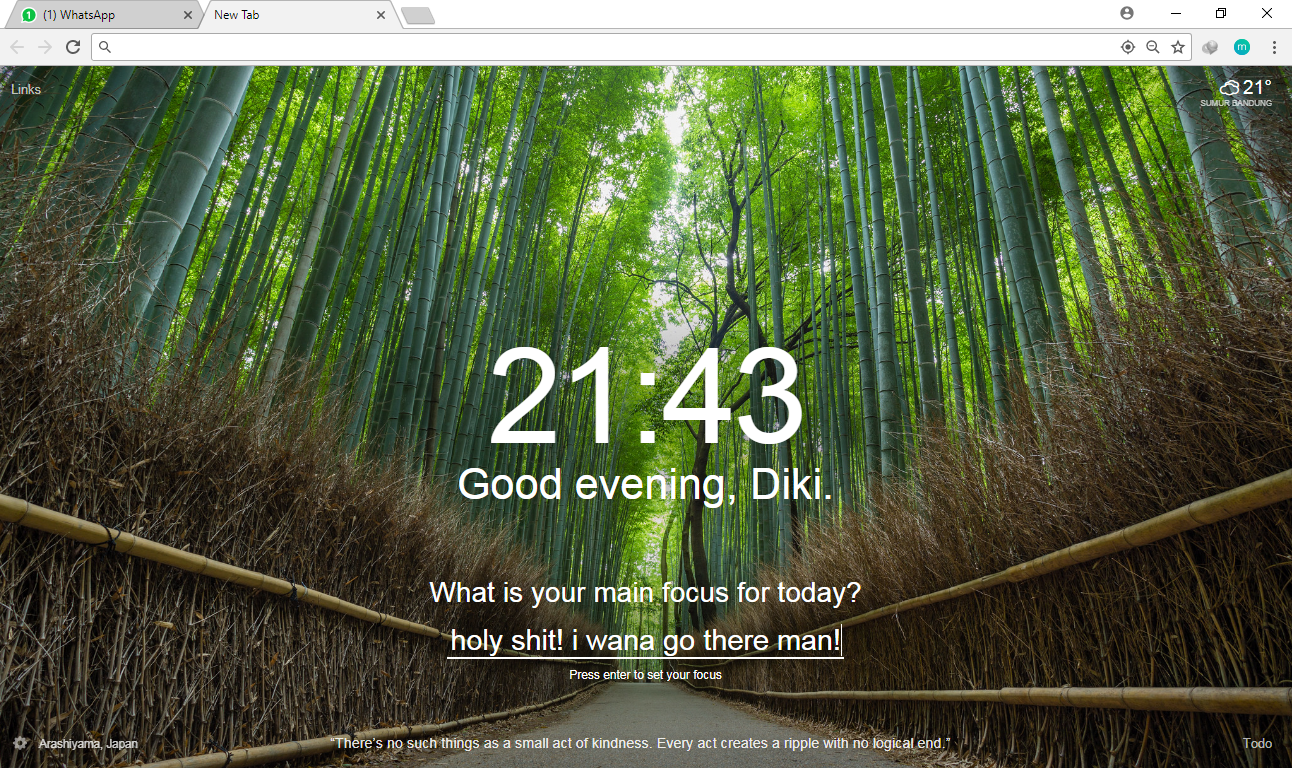 1
(1) WhatsApp
New Tab
m
Links
21°
SUMUR BANDUNG
21:43
Good evening, Diki.
What is your main focus for today?
holy shit! i wana go there man!
Press enter to set your focus
Arashiyama, Japan
“There's no such things as a small act of kindness. Every act creates a ripple with no logical end.”
Todo